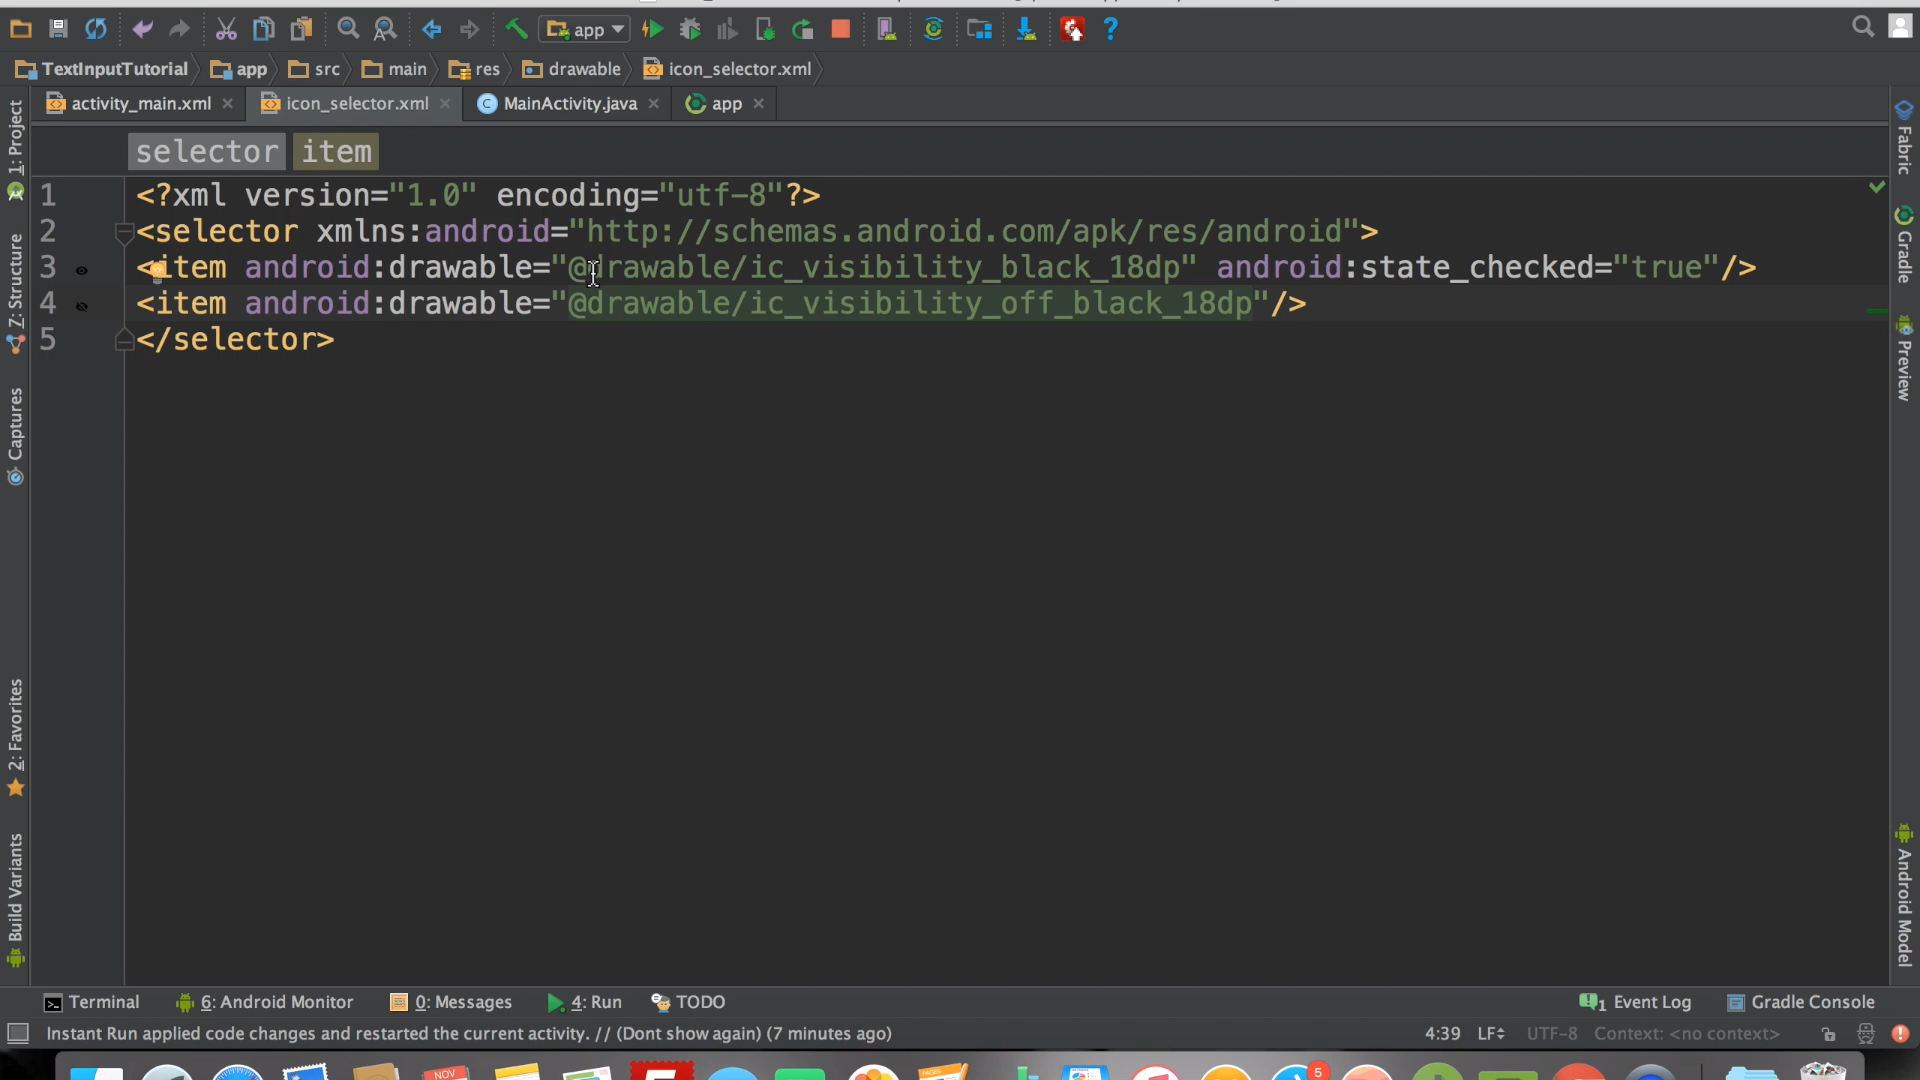 app
TextInputTutorial app src main res drawable icon_selector.xml
activity_main.xml icon_selector.xml MainActivity.java app
selector item
1 <?xml version="1.0" encoding="utf-8"?>
2 <selector xmlns:android="http://schemas.android.com/apk/res/android">
3 <item android:drawable="@drawable/ic_visibility_black_18dp" android:state_checked="true"/>
4 <item android:drawable="@drawable/ic_visibility_off_black_18dp"/>
5 </selector>
1: Project
Z: Structure
Captures
2: Favorites
Build Variants
Fabric
Gradle
Preview
Android Model
Terminal 6: Android Monitor 0: Messages 4: Run TODO 1 Event Log Gradle Console
Instant Run applied code changes and restarted the current activity. // (Dont show again) (7 minutes ago) 4:39 LF UTF-8 Context: <no context>
NOV 5